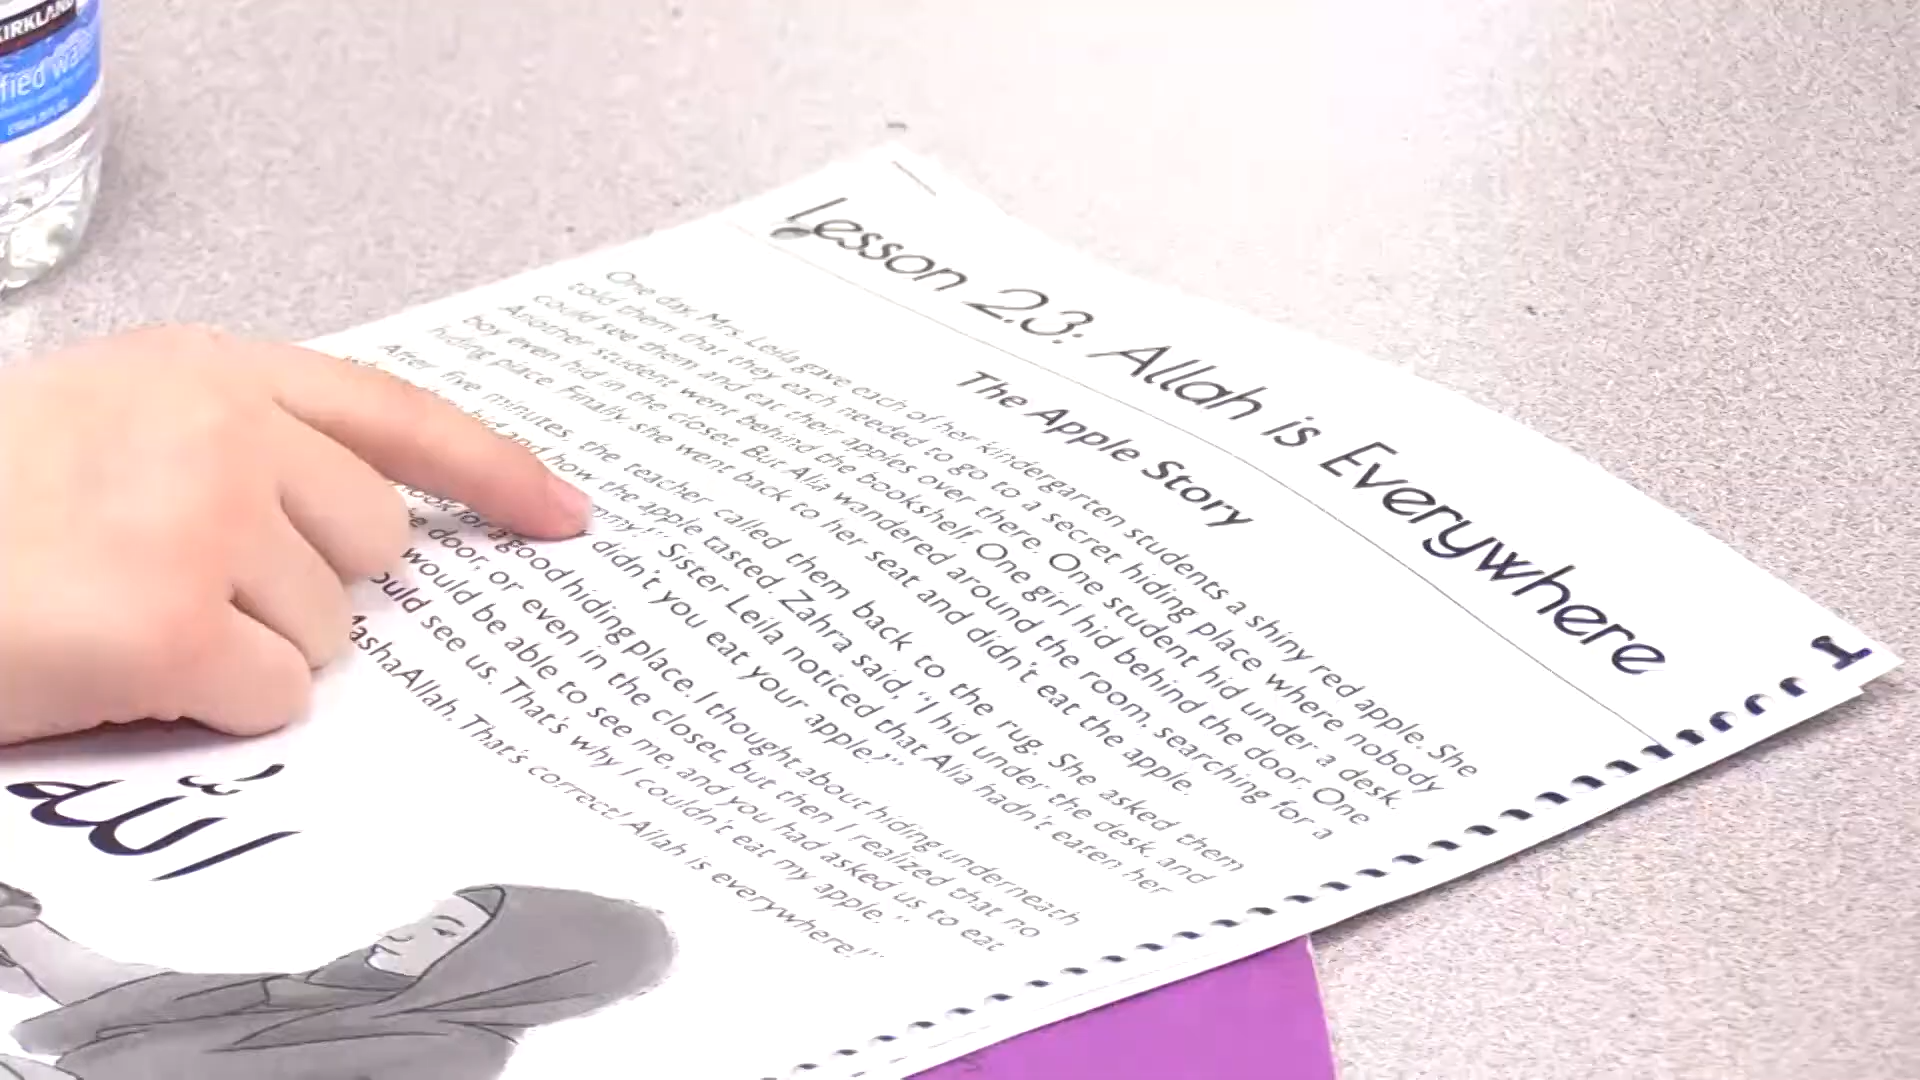 KIRKLAND
fied wa
Lesson 2.3: Allah is Everywhere
The Apple Story
One day, Mrs. Leila gave each of her kindergarten students a shiny red apple. She
told them that they each needed to go to a secret hiding place where nobody
could see them and eat their apples over there. One student hid under a desk.
Another student went behind the bookshelf. One girl hid behind the door. One
boy even hid in the closet. But Alia wandered around the room, searching for a
hiding place. Finally, she went back to her seat and didn't eat the apple.
After five minutes, the teacher called them back to the rug. She asked them
and how the apple tasted. Zahra said, "I hid under the desk, and
Sister Leila noticed that Alia hadn't eaten her
didn't you eat your apple?"
for a good hiding place. I thought about hiding underneath
door, or even in the closet, but then I realized that no
would be able to see me, and you had asked us to eat
see us. That's why I couldn't eat my apple."
MashaAllah. That's correct! Allah is everywhere!"
الله